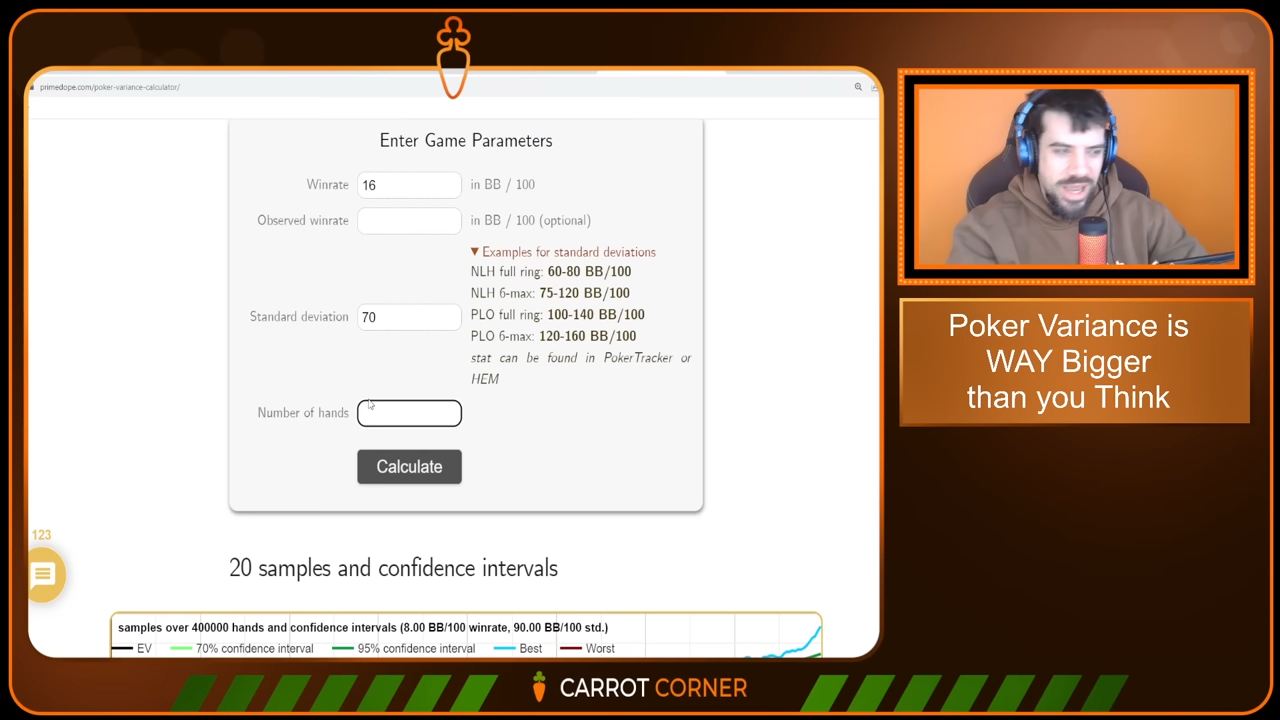 primedope.com/poker-variance-calculator/
Enter Game Parameters
Winrate 16 in BB / 100
Observed winrate in BB / 100 (optional)
▼ Examples for standard deviations
NLH full ring: 60-80 BB/100
NLH 6-max: 75-120 BB/100
Standard deviation 70 PLO full ring: 100-140 BB/100
PLO 6-max: 120-160 BB/100
stat can be found in PokerTracker or
HEM
Number of hands
Calculate
123
20 samples and confidence intervals
samples over 400000 hands and confidence intervals (8.00 BB/100 winrate, 90.00 BB/100 std.)
EV 70% confidence interval 95% confidence interval Best Worst
Poker Variance is
WAY Bigger
than you Think
CARROT CORNER